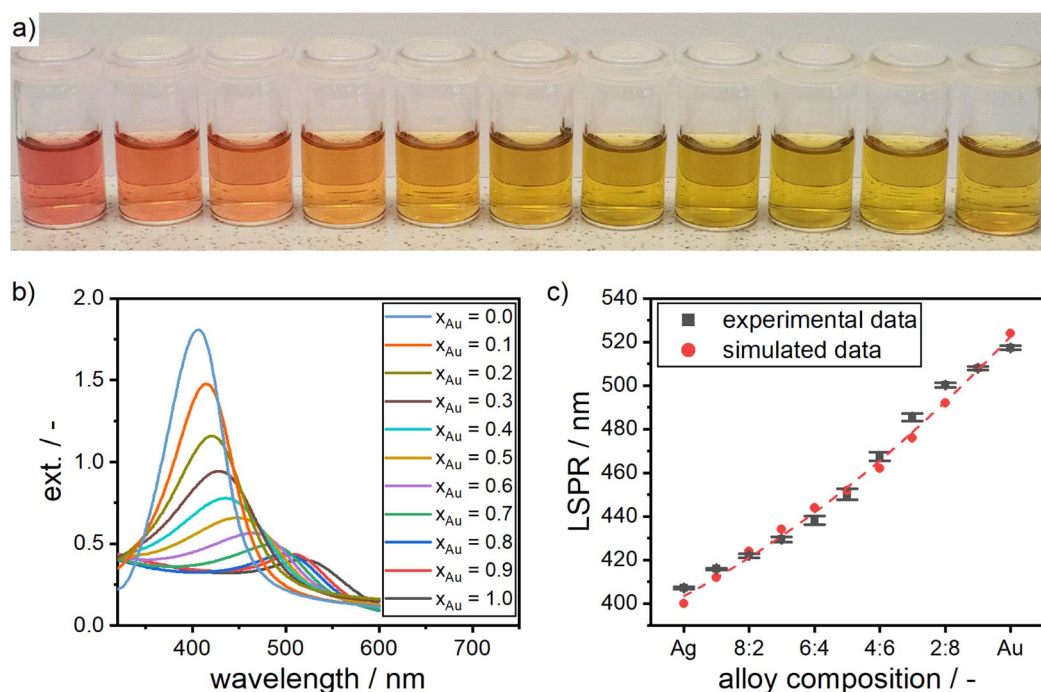 a)
b)
2.0
1.5
1.0
0.5
0.0
ext. / -
400
500
600
700
wavelength / nm
x_Au = 0.0
x_Au = 0.1
x_Au = 0.2
x_Au = 0.3
x_Au = 0.4
x_Au = 0.5
x_Au = 0.6
x_Au = 0.7
x_Au = 0.8
x_Au = 0.9
x_Au = 1.0
c)
540
520
500
480
460
440
420
400
LSPR / nm
experimental data
simulated data
Ag
8:2
6:4
4:6
2:8
Au
alloy composition / -